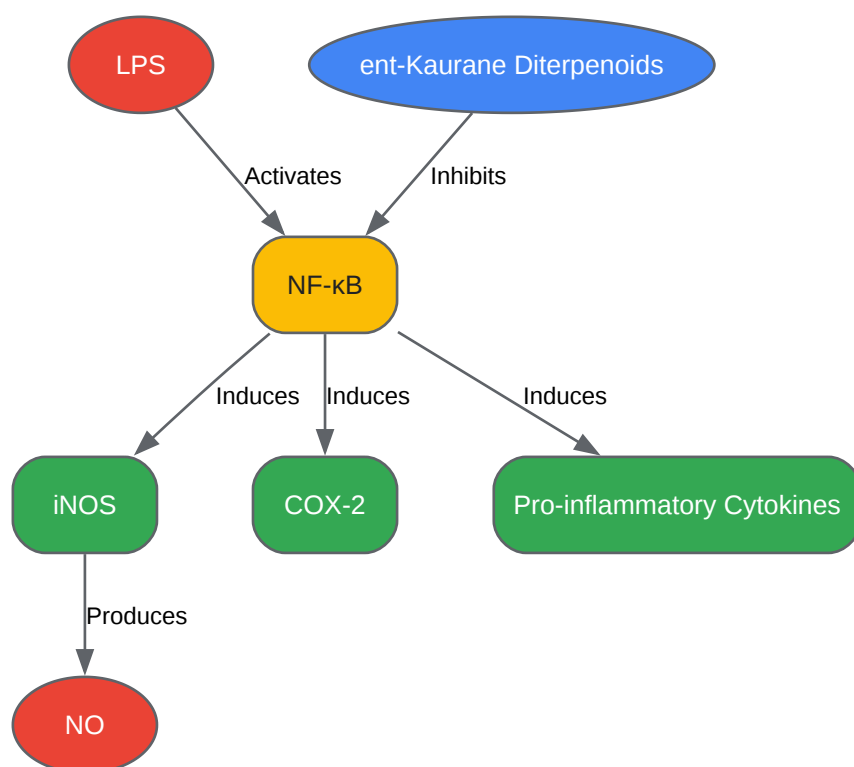 LPS
ent-Kaurane Diterpenoids
Activates
Inhibits
NF-κB
Induces
Induces
Induces
iNOS
COX-2
Pro-inflammatory Cytokines
Produces
NO